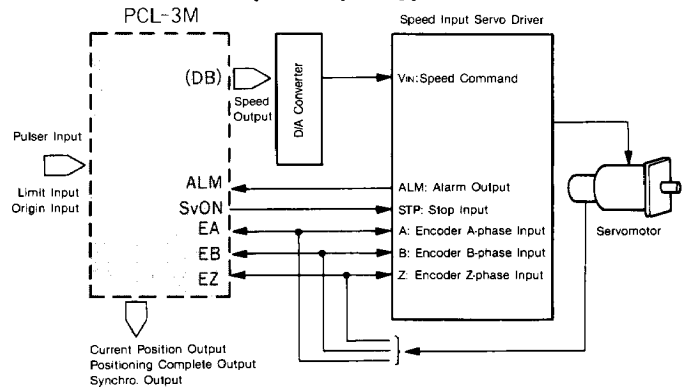 PCL-3M
Speed Input Servo Driver
(DB)
Speed
Output
D/A Converter
VIN:Speed Command
Pulser Input
Limit Input
Origin Input
ALM
ALM: Alarm Output
SvON
STP: Stop Input
EA
A: Encoder A-phase Input
EB
B: Encoder B-phase Input
EZ
Z: Encoder Z-phase Input
Servomotor
Current Position Output
Positioning Complete Output
Synchro. Output